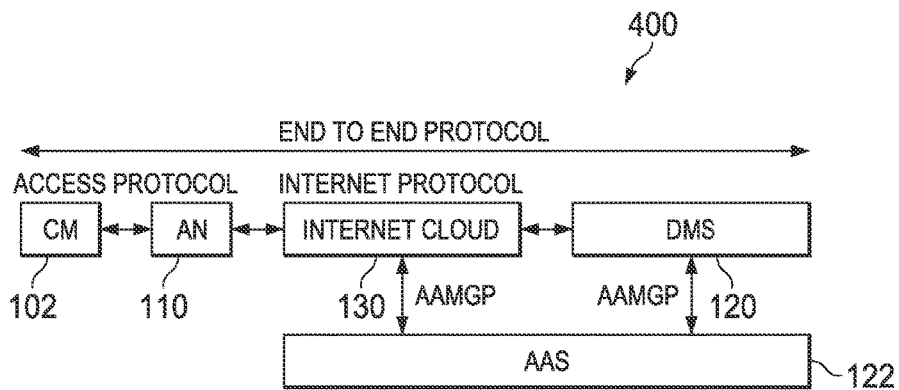 400
END TO END PROTOCOL
ACCESS PROTOCOL INTERNET PROTOCOL
CM AN INTERNET CLOUD DMS
102 110 130 AAMGP AAMGP 120
AAS
122